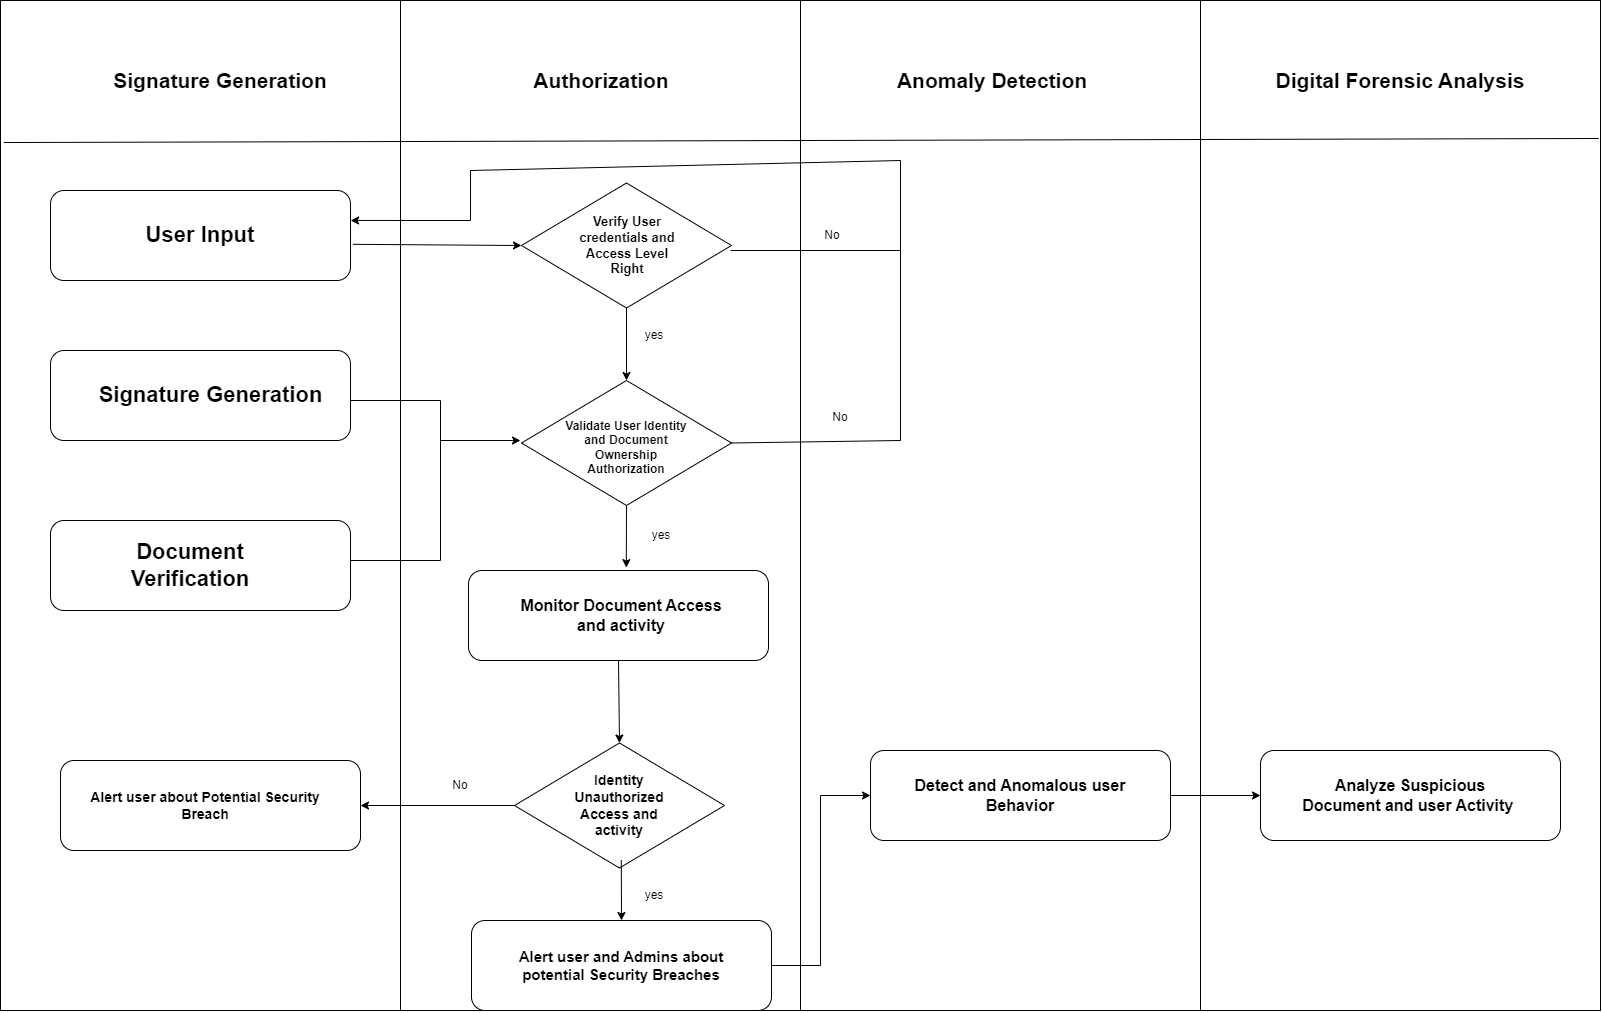 Signature Generation
Authorization
Anomaly Detection
Digital Forensic Analysis
User Input
Verify User
credentials and
Access Level
Right
No
yes
Signature Generation
Validate User Identity
and Document
Ownership
Authorization
No
yes
Document
Verification
Monitor Document Access
and activity
Alert user about Potential Security
Breach
No
Identity
Unauthorized
Access and
activity
yes
Detect and Anomalous user
Behavior
Analyze Suspicious
Document and user Activity
Alert user and Admins about
potential Security Breaches